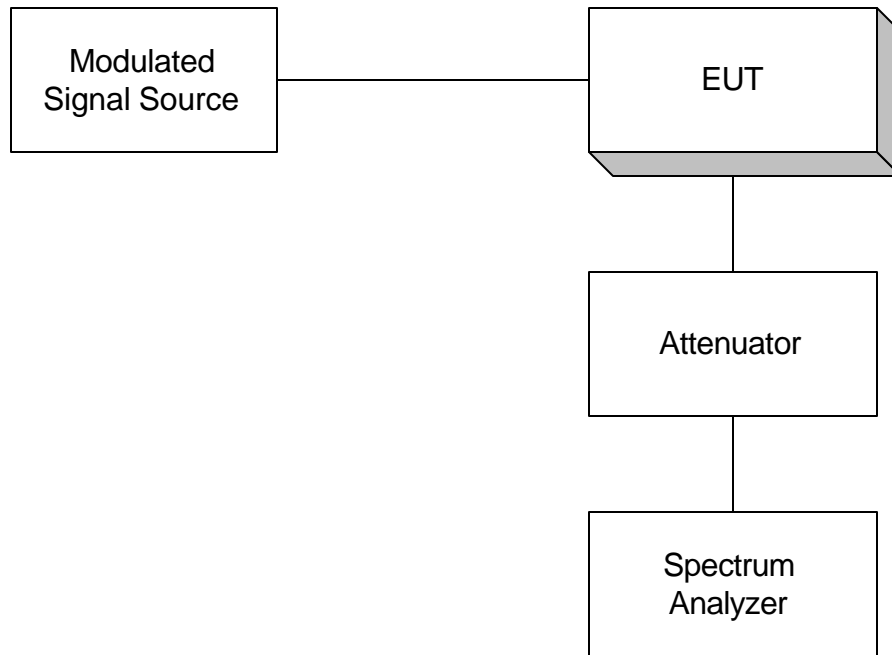 Modulated
Signal Source
EUT
Attenuator
Spectrum
Analyzer